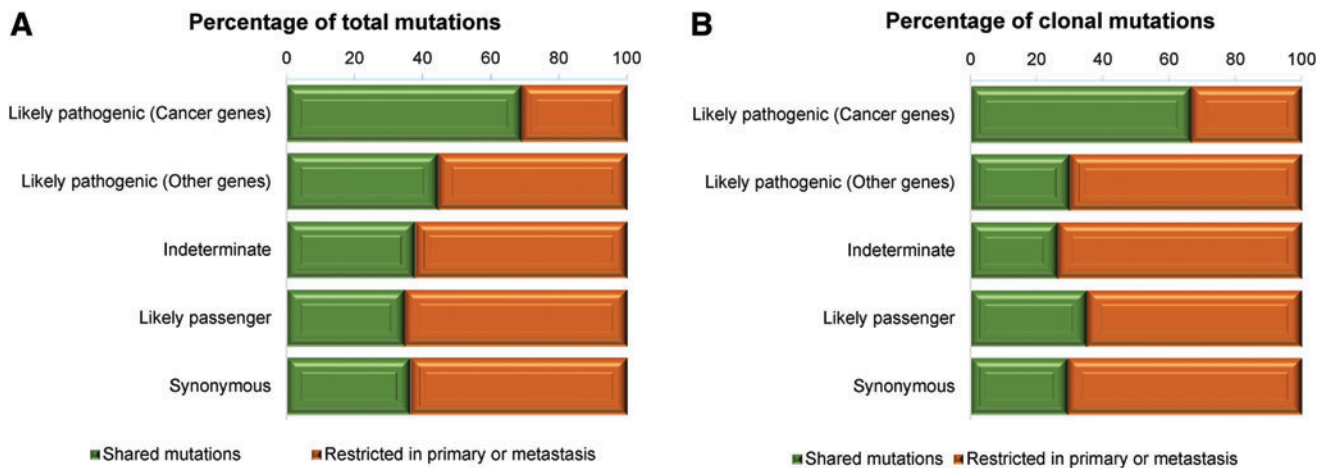 A
Percentage of total mutations
0 20 40 60 80 100
Likely pathogenic (Cancer genes)
Likely pathogenic (Other genes)
Indeterminate
Likely passenger
Synonymous
Shared mutations Restricted in primary or metastasis
B
Percentage of clonal mutations
0 20 40 60 80 100
Likely pathogenic (Cancer genes)
Likely pathogenic (Other genes)
Indeterminate
Likely passenger
Synonymous
Shared mutations Restricted in primary or metastasis